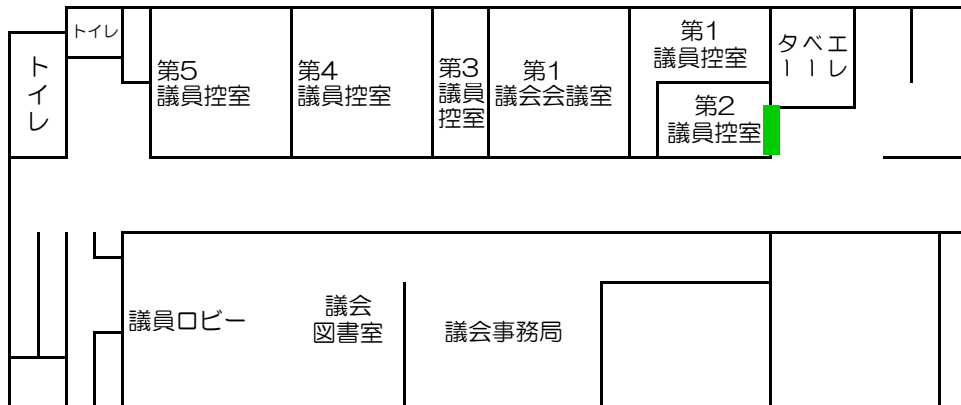 トイレ
トイレ
第5
議員控室
第4
議員控室
第3
議員
控室
第1
議会会議室
第1
議員控室
第2
議員控室
エレ
ベー
ター
議員ロビー
議会
図書室
議会事務局